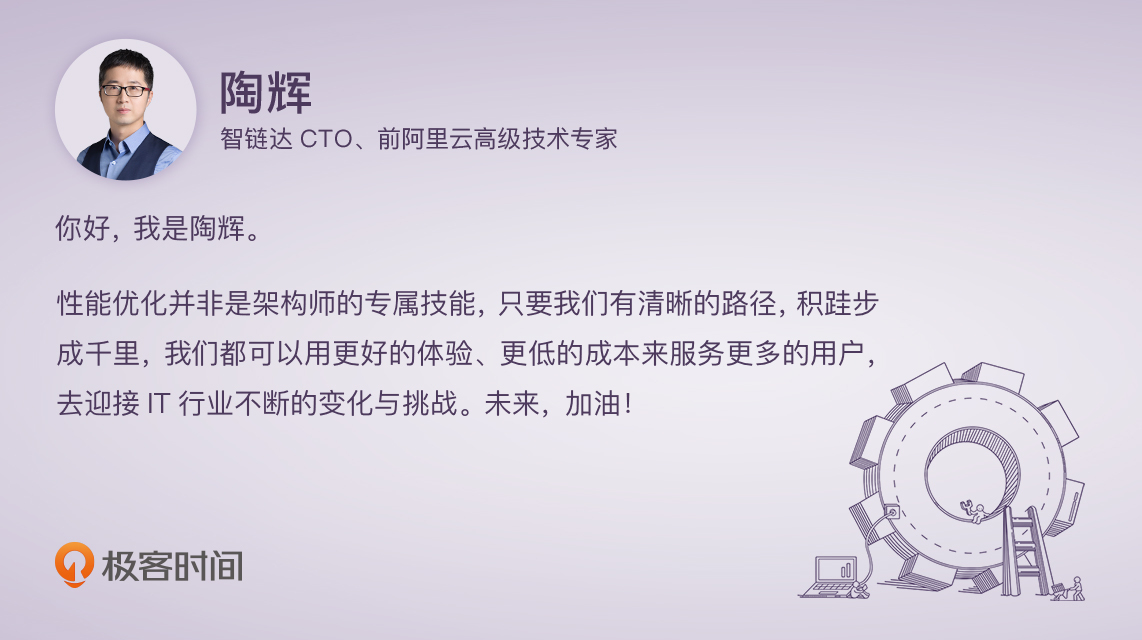 陶辉
智链达 CTO、前阿里云高级技术专家
你好，我是陶辉。
性能优化并非是架构师的专属技能，只要我们有清晰的路径，积跬步
成千里，我们都可以用更好的体验、更低的成本来服务更多的用户，
去迎接 IT 行业不断的变化与挑战。未来，加油！
极客时间